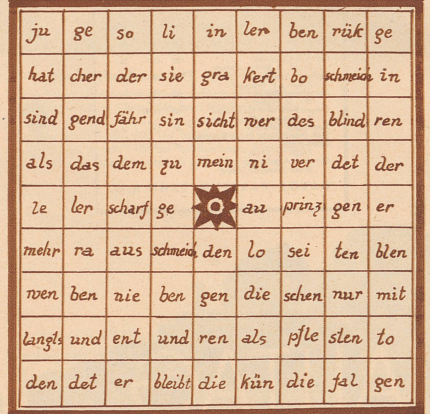 ju ge so li in ler ben rük ge
hat cher der sie gra kert bo schmeich in
sind gend fähr sin sicht wer des blind ren
als das dem zu mein ni ver det der
le ler scharf ge au prinz gen er
mehr ra aus schmeich den lo sei ten blen
wen ben nie ben gen die schen nur mit
langts und ent und ren als pfle sten to
den det er bleibt die kün die fal gen